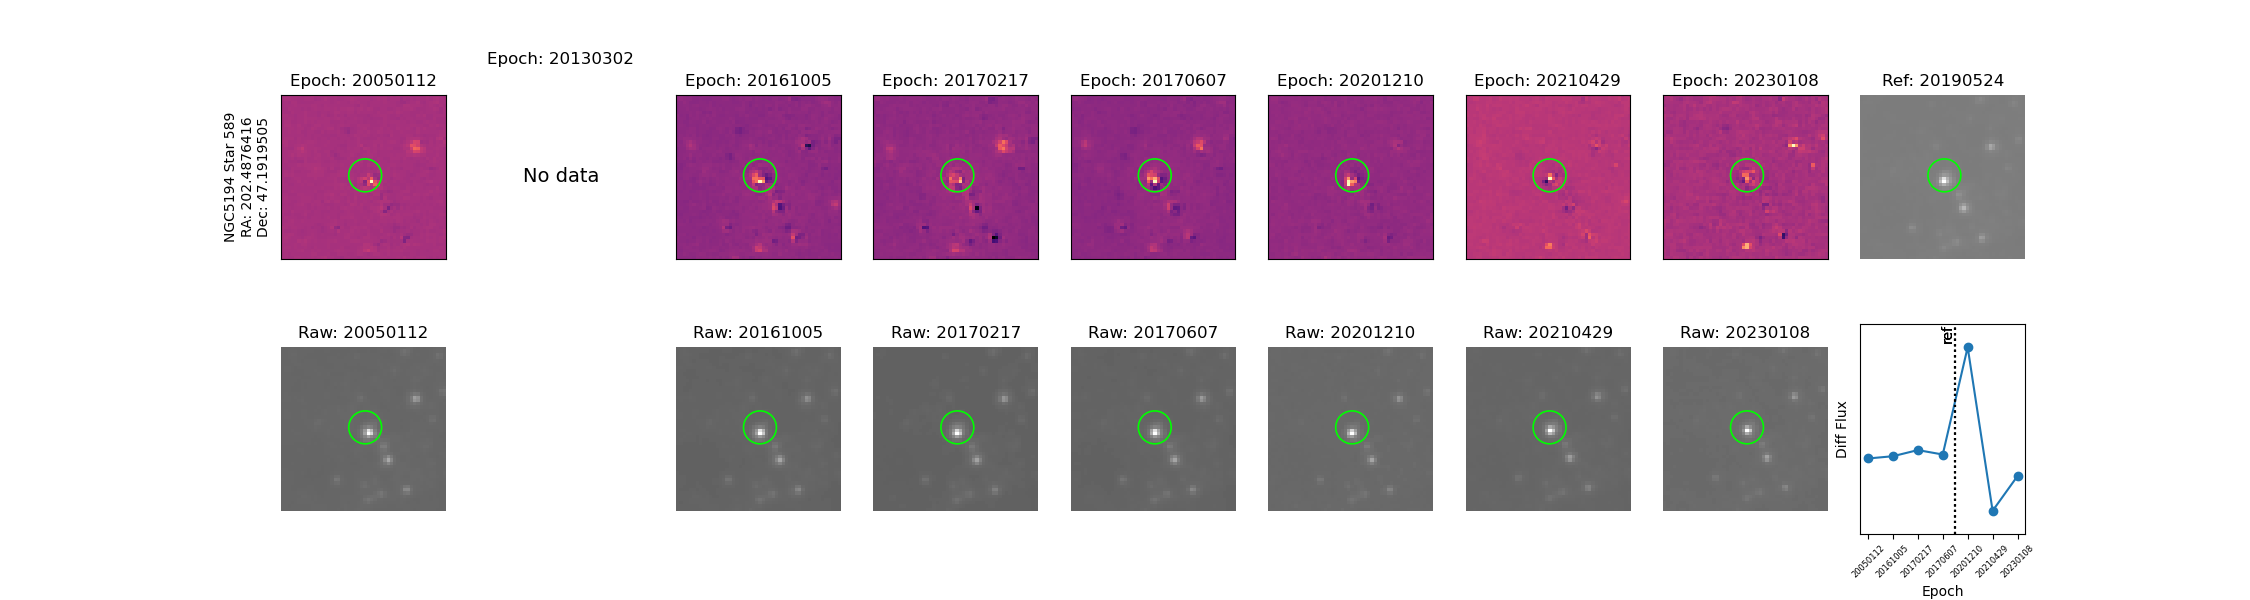 Epoch: 20050112
Epoch: 20130302
Epoch: 20161005
Epoch: 20170217
Epoch: 20170607
Epoch: 20201210
Epoch: 20210429
Epoch: 20230108
Ref: 20190524
NGC5194 Star 589
RA: 202.4876416
Dec: 47.1919505
No data
Raw: 20050112
Raw: 20161005
Raw: 20170217
Raw: 20170607
Raw: 20201210
Raw: 20210429
Raw: 20230108
ref
Diff Flux
20050112
20161005
20170217
20170607
20201210
20210429
20230108
Epoch